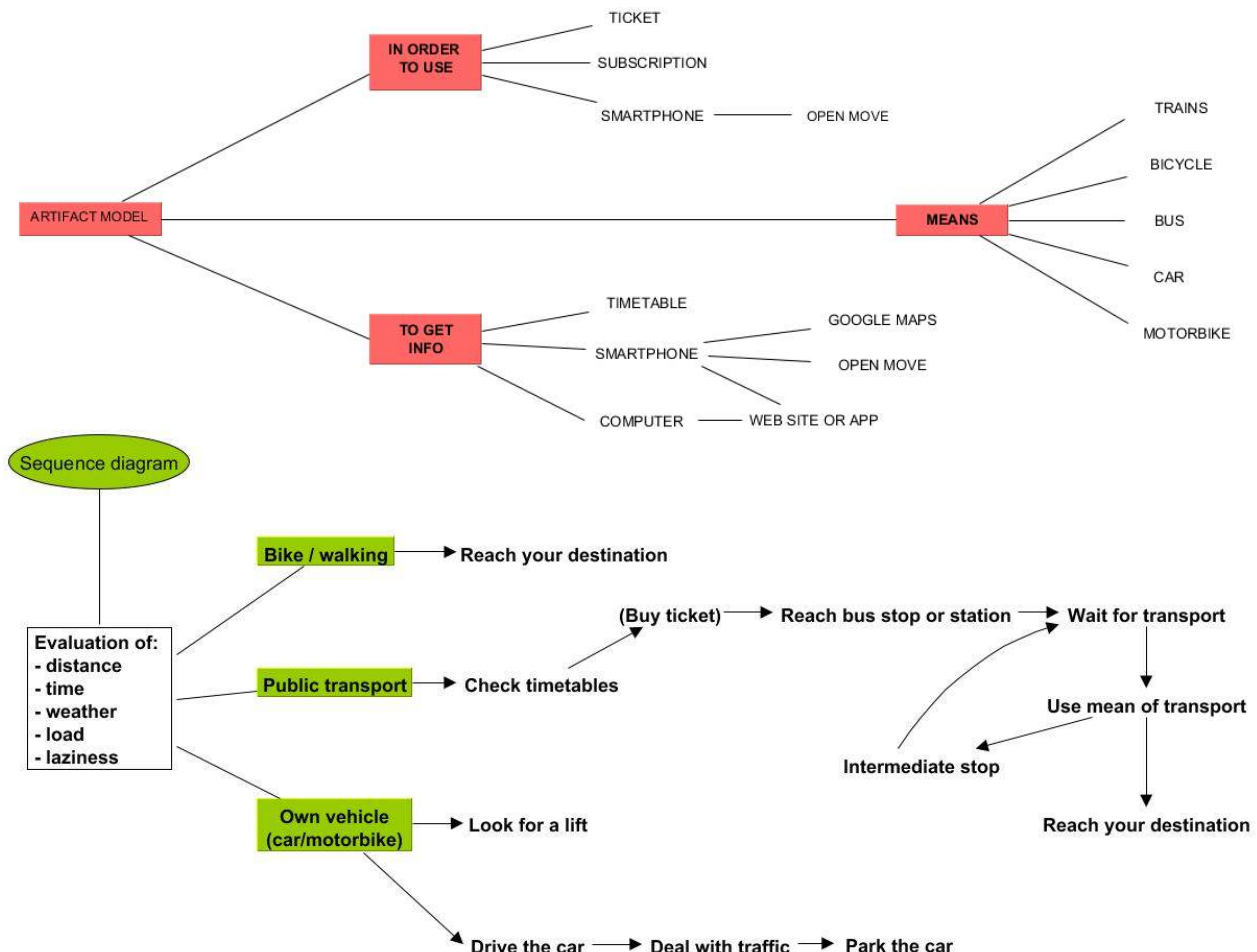 TICKET
IN ORDER
TO USE
SUBSCRIPTION
SMARTPHONE
OPEN MOVE
ARTIFACT MODEL
MEANS
TRAINS
BICYCLE
BUS
CAR
MOTORBIKE
TO GET
INFO
TIMETABLE
SMARTPHONE
GOOGLE MAPS
OPEN MOVE
COMPUTER
WEB SITE OR APP
Sequence diagram
Evaluation of:
- distance
- time
- weather
- load
- laziness
Bike / walking
Reach your destination
Public transport
Check timetables
(Buy ticket)
Reach bus stop or station
Wait for transport
Use mean of transport
Intermediate stop
Reach your destination
Own vehicle
(car/motorbike)
Look for a lift
Drive the car
Deal with traffic
Park the car